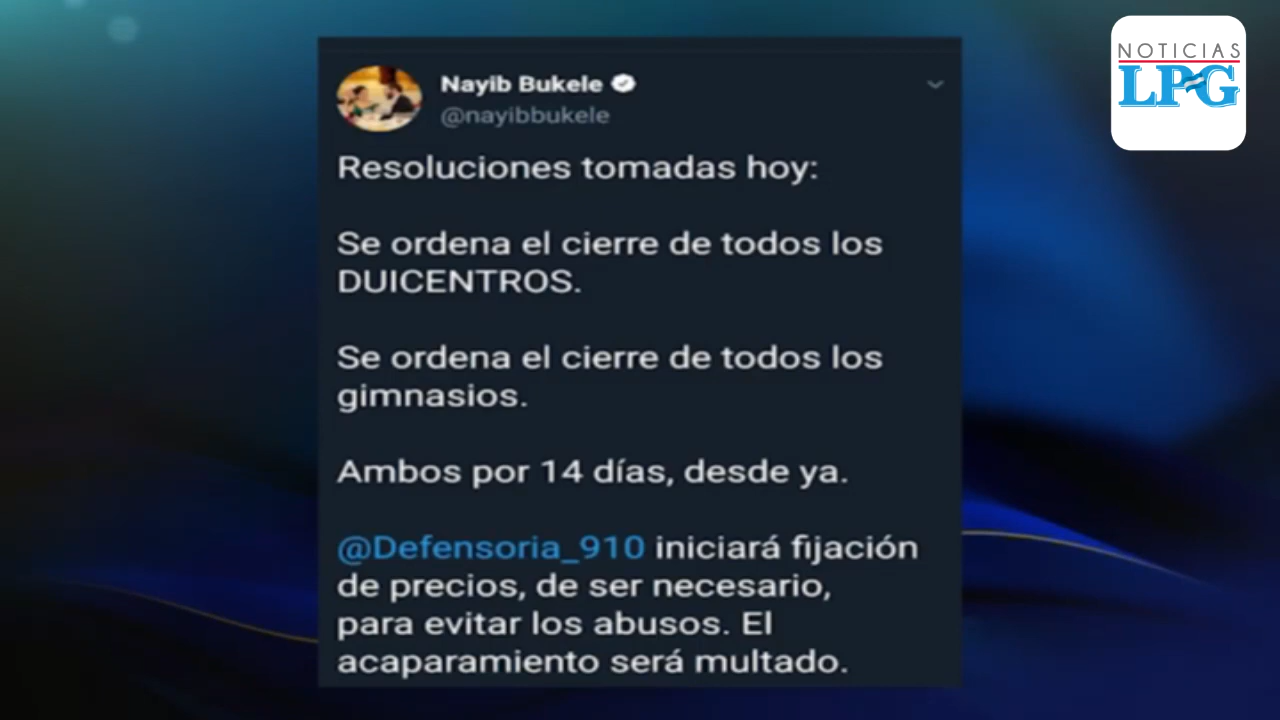 NOTICIAS
LPG
Nayib Bukele
@nayibbukele
Resoluciones tomadas hoy:
Se ordena el cierre de todos los
DUICENTROS.
Se ordena el cierre de todos los
gimnasios.
Ambos por 14 días, desde ya.
@Defensoria_910 iniciará fijación
de precios, de ser necesario,
para evitar los abusos. El
acaparamiento será multado.